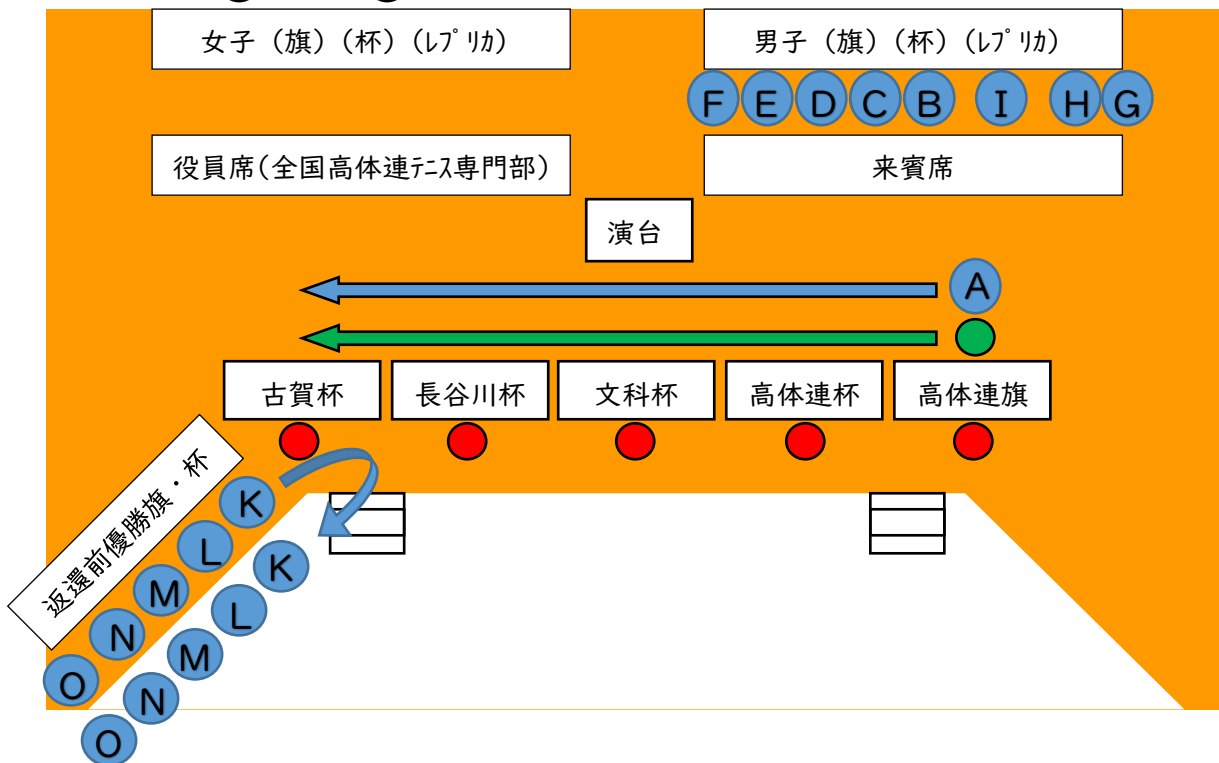 女子（旗）（杯）（ﾚﾌﾟﾘｶ）
男子（旗）（杯）（ﾚﾌﾟﾘｶ）
F E D C B I H G
役員席（全国高体連ﾃﾆｽ専門部）
来賓席
演台
A
古賀杯
長谷川杯
文科杯
高体連杯
高体連旗
返還前優勝旗・杯
K
L
M
N
O
K
L
M
N
O